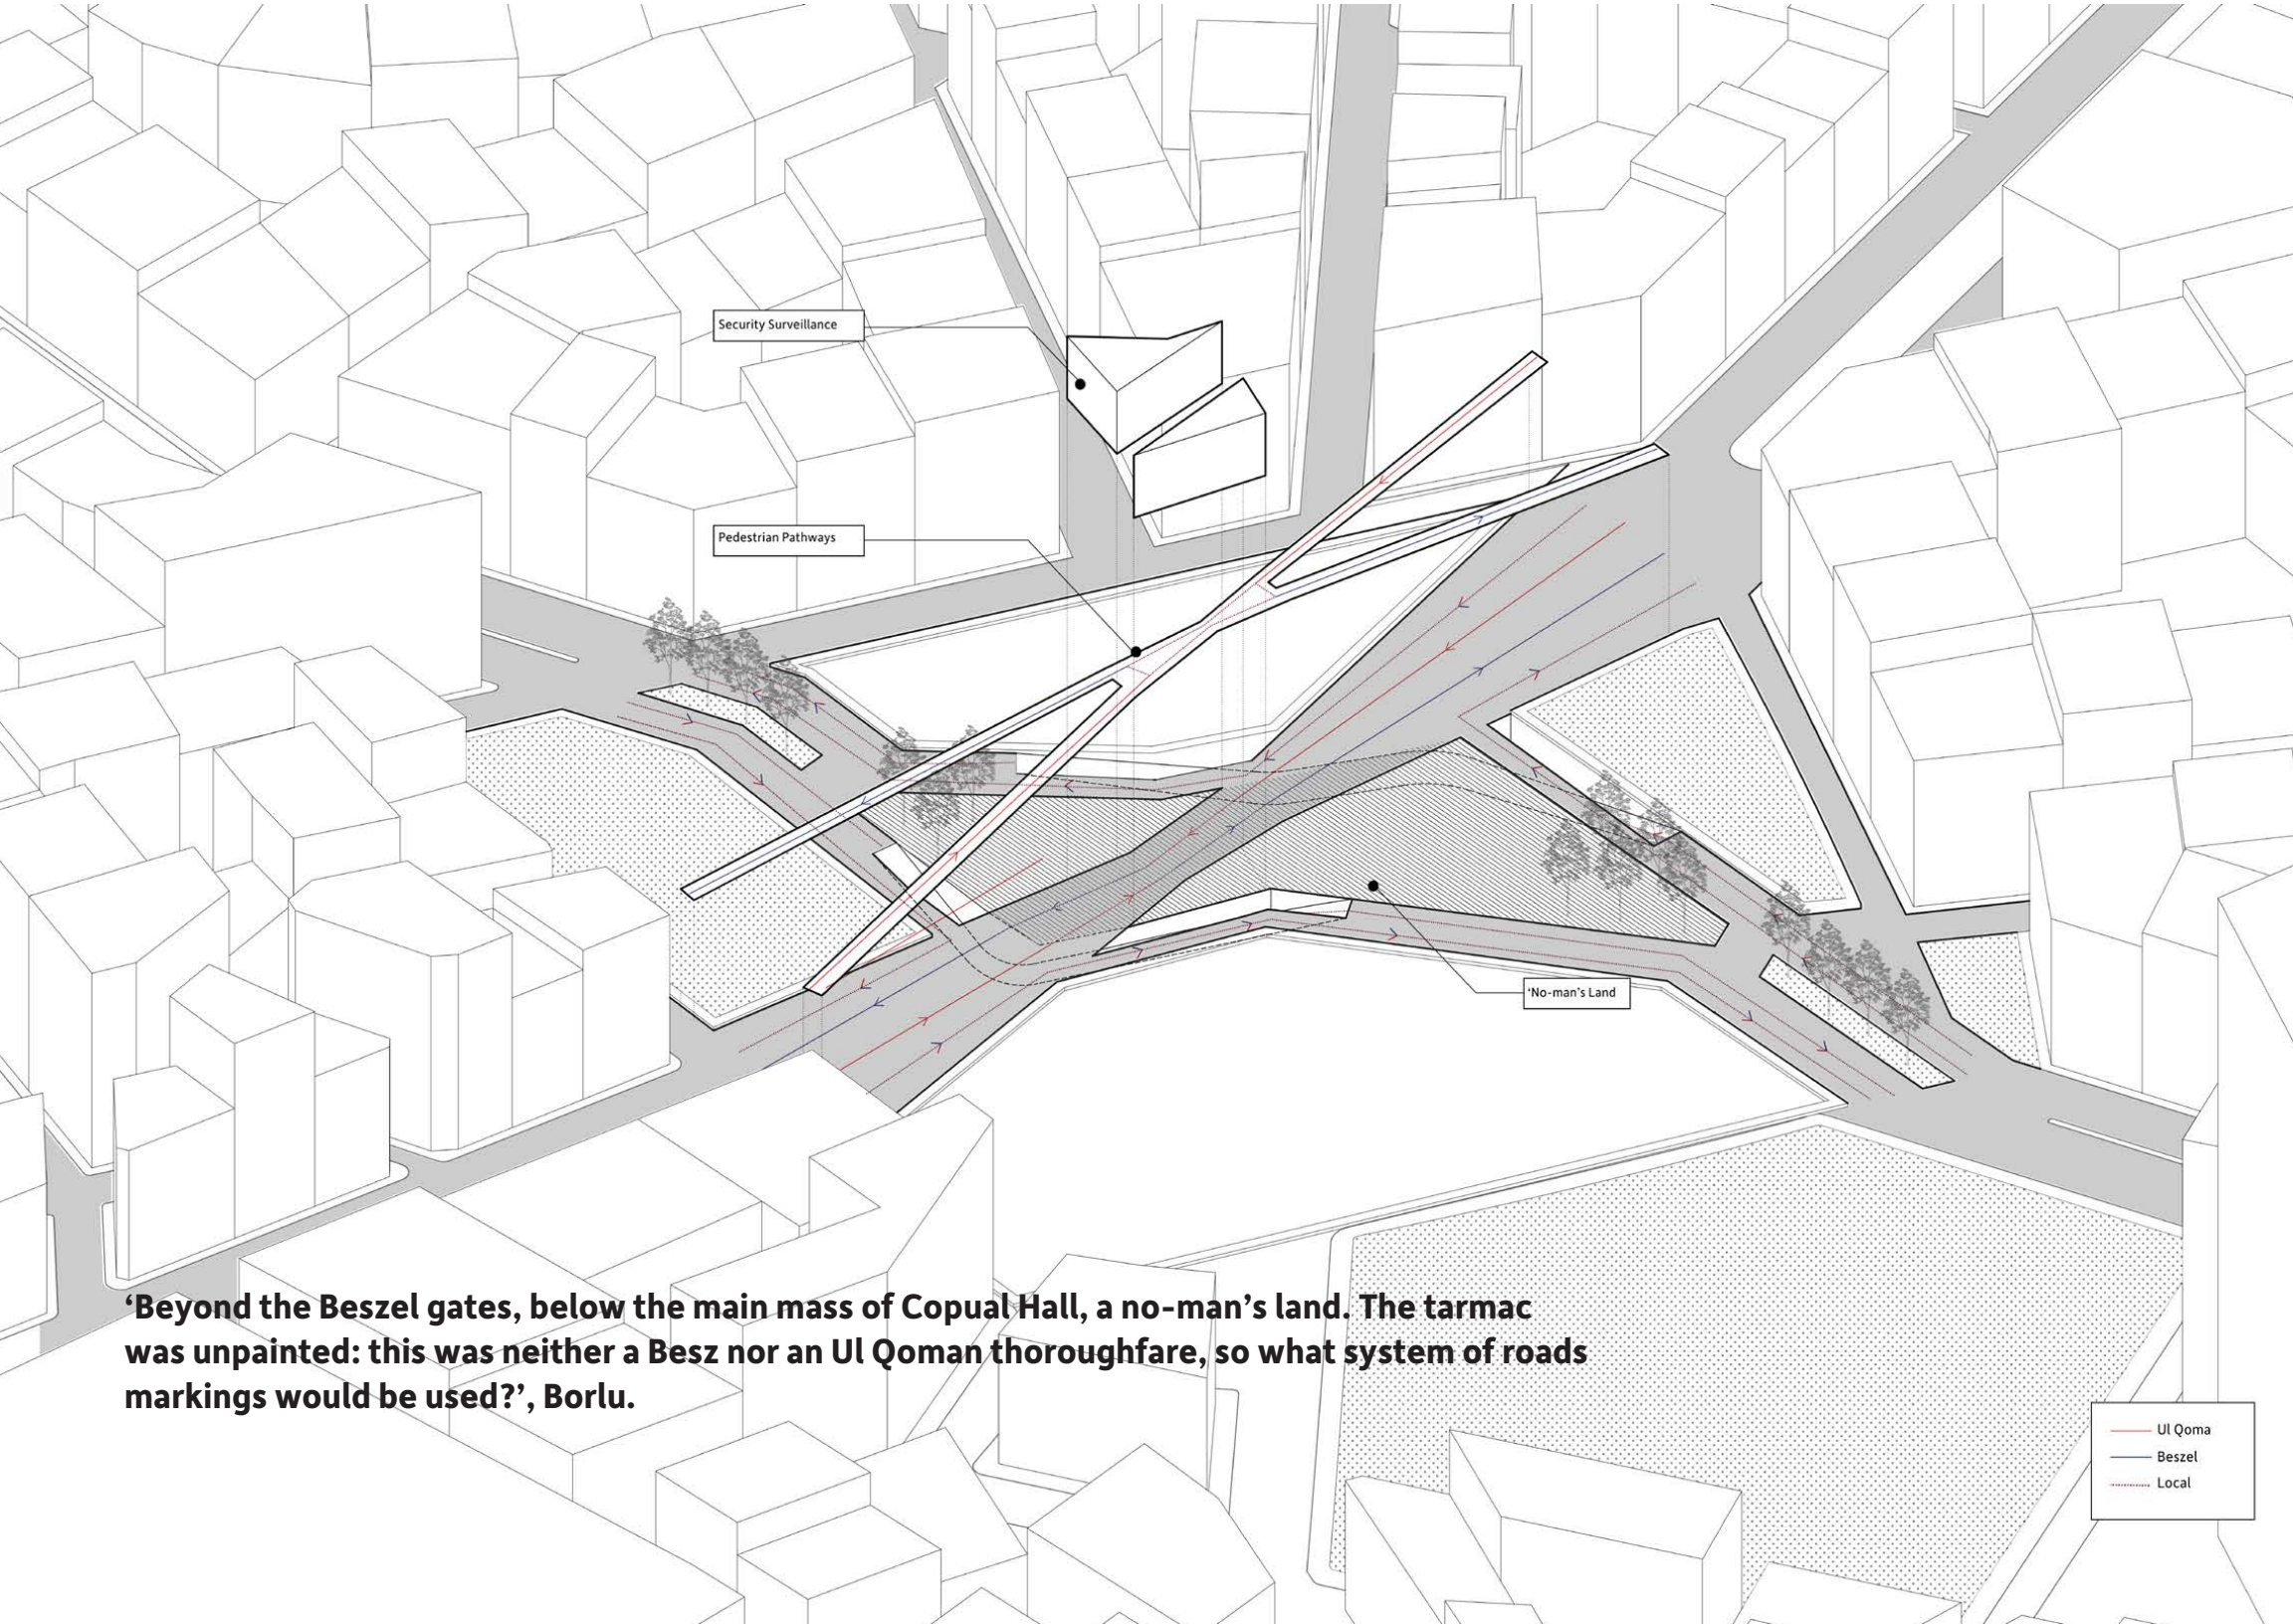 Security Surveillance
Pedestrian Pathways
'No-man's Land
‘Beyond the Beszel gates, below the main mass of Copual Hall, a no-man’s land. The tarmac
was unpainted: this was neither a Besz nor an Ul Qoman thoroughfare, so what system of roads
markings would be used?’, Borlu.
Ul Qoma
Beszel
Local